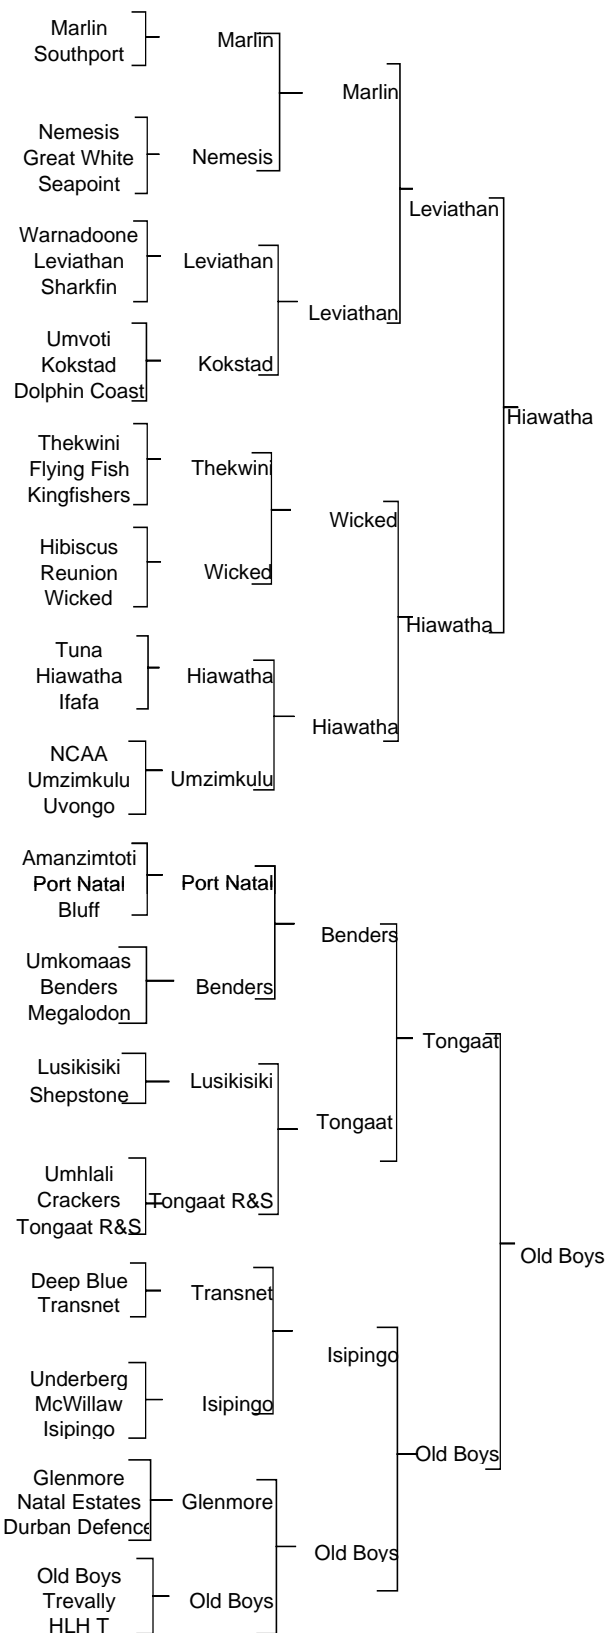 Marlin
Southport
Marlin
Marlin
Nemesis
Great White
Seapoint
Nemesis
Leviathan
Warnadoone
Leviathan
Sharkfin
Leviathan
Leviathan
Umvoti
Kokstad
Dolphin Coast
Kokstad
Hiawatha
Thekwini
Flying Fish
Kingfishers
Thekwini
Wicked
Hibiscus
Reunion
Wicked
Wicked
Hiawatha
Tuna
Hiawatha
Ifafa
Hiawatha
Hiawatha
NCAA
Umzimkulu
Uvongo
Umzimkulu
Amanzimtoti
Port Natal
Bluff
Port Natal
Benders
Umkomaas
Benders
Megalodon
Benders
Tongaat
Lusikisiki
Shepstone
Lusikisiki
Tongaat
Umhlali
Crackers
Tongaat R&S
Tongaat R&S
Old Boys
Deep Blue
Transnet
Transnet
Isipingo
Underberg
McWillaw
Isipingo
Isipingo
Old Boys
Glenmore
Natal Estates
Durban Defence
Glenmore
Old Boys
Old Boys
Trevally
HLH T
Old Boys